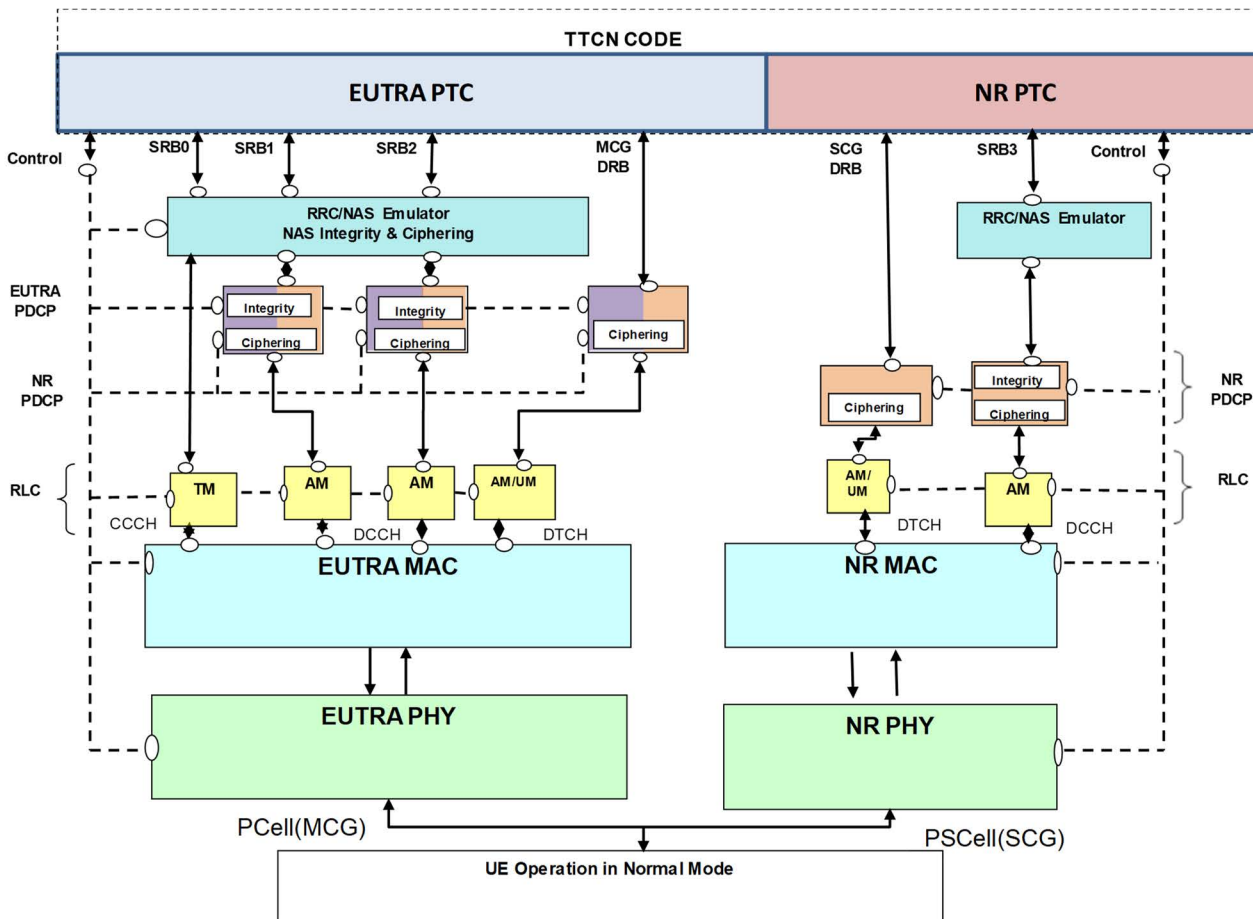 TTCN CODE
EUTRA PTC
NR PTC
Control
SRB0
SRB1
SRB2
MCG
DRB
SCG
DRB
SRB3
Control
RRC/NAS Emulator
NAS Integrity & Ciphering
RRC/NAS Emulator
EUTRA
PDCP
Integrity
Ciphering
Integrity
Ciphering
Ciphering
NR
PDCP
Ciphering
Integrity
Ciphering
NR
PDCP
RLC
TM
AM
AM
AM/UM
AM/
UM
AM
RLC
CCCH
DCCH
DTCH
DTCH
DCCH
EUTRA MAC
NR MAC
EUTRA PHY
NR PHY
PCell(MCG)
PSCell(SCG)
UE Operation in Normal Mode